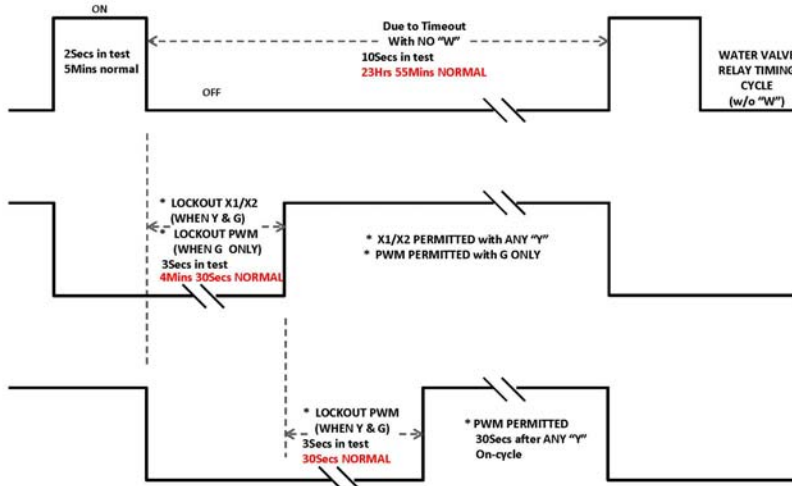 ON
2Secs in test
5Mins normal
OFF
Due to Timeout
With NO "W"
10Secs in test
23Hrs 55Mins NORMAL
WATER VALVE
RELAY TIMING
CYCLE
(w/o "W")
* LOCKOUT X1/X2
(WHEN Y & G)
* LOCKOUT PWM
(WHEN G ONLY)
3Secs in test
4Mins 30Secs NORMAL
* X1/X2 PERMITTED with ANY "Y"
* PWM PERMITTED with G ONLY
* LOCKOUT PWM
(WHEN Y & G)
3Secs in test
30Secs NORMAL
* PWM PERMITTED
30Secs after ANY "Y"
On-cycle